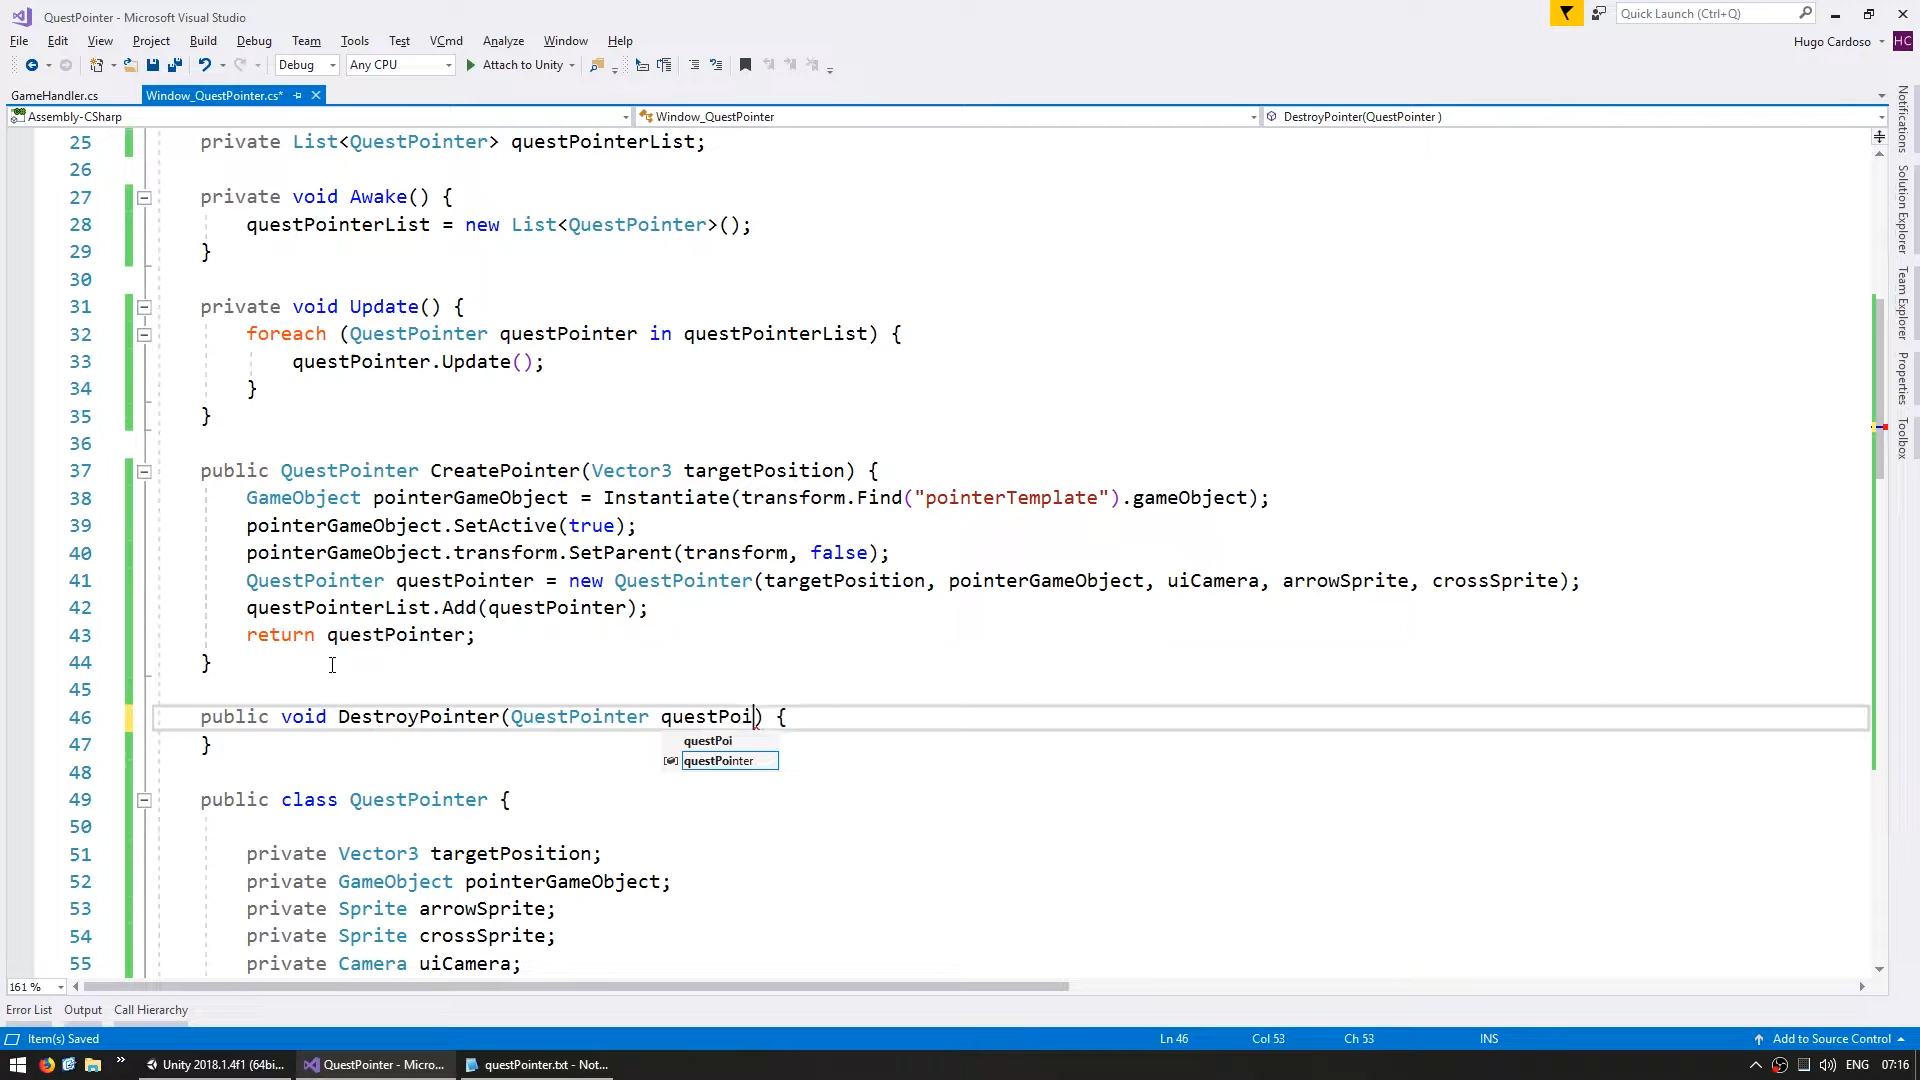 QuestPointer - Microsoft Visual Studio
Quick Launch (Ctrl+Q)
File Edit View Project Build Debug Team Tools Test VCmd Analyze Window Help
Hugo Cardoso HC
Debug Any CPU Attach to Unity
GameHandler.cs Window_QuestPointer.cs*
Assembly-CSharp Window_QuestPointer DestroyPointer(QuestPointer )
25 private List<QuestPointer> questPointerList;
26
27 private void Awake() {
28 questPointerList = new List<QuestPointer>();
29 }
30
31 private void Update() {
32 foreach (QuestPointer questPointer in questPointerList) {
33 questPointer.Update();
34 }
35 }
36
37 public QuestPointer CreatePointer(Vector3 targetPosition) {
38 GameObject pointerGameObject = Instantiate(transform.Find("pointerTemplate").gameObject);
39 pointerGameObject.SetActive(true);
40 pointerGameObject.transform.SetParent(transform, false);
41 QuestPointer questPointer = new QuestPointer(targetPosition, pointerGameObject, uiCamera, arrowSprite, crossSprite);
42 questPointerList.Add(questPointer);
43 return questPointer;
44 }
45
46 public void DestroyPointer(QuestPointer questPoi) {
questPoi
47 }
questPointer
48
49 public class QuestPointer {
50
51 private Vector3 targetPosition;
52 private GameObject pointerGameObject;
53 private Sprite arrowSprite;
54 private Sprite crossSprite;
55 private Camera uiCamera;
Notifications
Solution Explorer
Team Explorer
Properties
Toolbox
161 %
Error List Output Call Hierarchy
Item(s) Saved Ln 46 Col 53 Ch 53 INS Add to Source Control
Unity 2018.1.4f1 (64bi... QuestPointer - Micro... questPointer.txt - Not... ENG 07:16